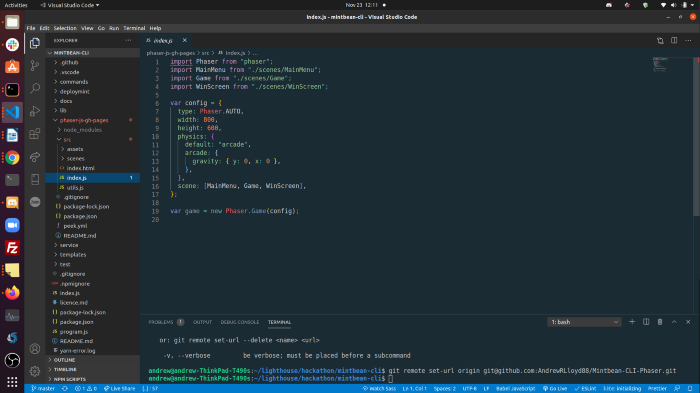 Activities
Visual Studio Code
Nov 23 12:11
index.js - mintbean-cli - Visual Studio Code
File Edit Selection View Go Run Terminal Help
EXPLORER
MINTBEAN-CLI
.github
.vscode
commands
deploymint
docs
lib
phaser-js-gh-pages
node_modules
src
assets
scenes
index.html
index.js 1
utils.js
.gitignore
package-lock.json
package.json
peek.yml
README.md
service
templates
test
.gitignore
.npmignore
index.js
licence.md
package-lock.json
package.json
program.js
README.md
yarn-error.log
OUTLINE
TIMELINE
NPM SCRIPTS
index.js
phaser-js-gh-pages > src > JS index.js > ...
1 import Phaser from "phaser";
2 import MainMenu from "./scenes/MainMenu";
3 import Game from "./scenes/Game";
4 import WinScreen from "./scenes/WinScreen";
5
6 var config = {
7 type: Phaser.AUTO,
8 width: 800,
9 height: 600,
10 physics: {
11 default: "arcade",
12 arcade: {
13 gravity: { y: 0, x: 0 },
14 },
15 },
16 scene: [MainMenu, Game, WinScreen],
17 };
18
19 var game = new Phaser.Game(config);
20
PROBLEMS 1 OUTPUT DEBUG CONSOLE TERMINAL
1: bash
or: git remote set-url --delete <name> <url>
-v, --verbose be verbose; must be placed before a subcommand
andrew@andrew-ThinkPad-T490s:~/lighthouse/hackathon/mintbean-cli$ git remote set-url origin git@github.com:AndrewRLloyd88/Mintbean-CLI-Phaser.git
andrew@andrew-ThinkPad-T490s:~/lighthouse/hackathon/mintbean-cli$
master 1 0 Live Share [-] 57 Watch Sass Ln 1, Col 1 Spaces: 2 UTF-8 LF Babel JavaScript Go Live ESLint Initializing Prettier